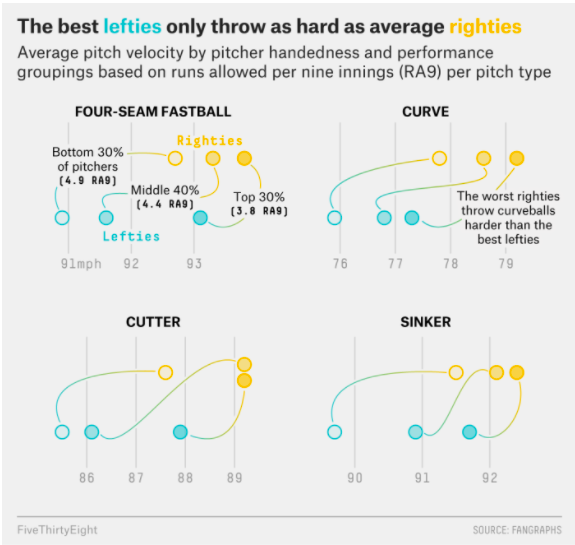 The best lefties only throw as hard as average righties
Average pitch velocity by pitcher handedness and performance
groupings based on runs allowed per nine innings (RA9) per pitch type
FOUR-SEAM FASTBALL
Righties
Bottom 30%
of pitchers
(4.9 RA9)
Middle 40%
(4.4 RA9)
Top 30%
(3.8 RA9)
Lefties
91mph 92 93
CURVE
The worst righties
throw curveballs
harder than the
best lefties
76 77 78 79
CUTTER
86 87 88 89
SINKER
90 91 92
FiveThirtyEight
SOURCE: FANGRAPHS